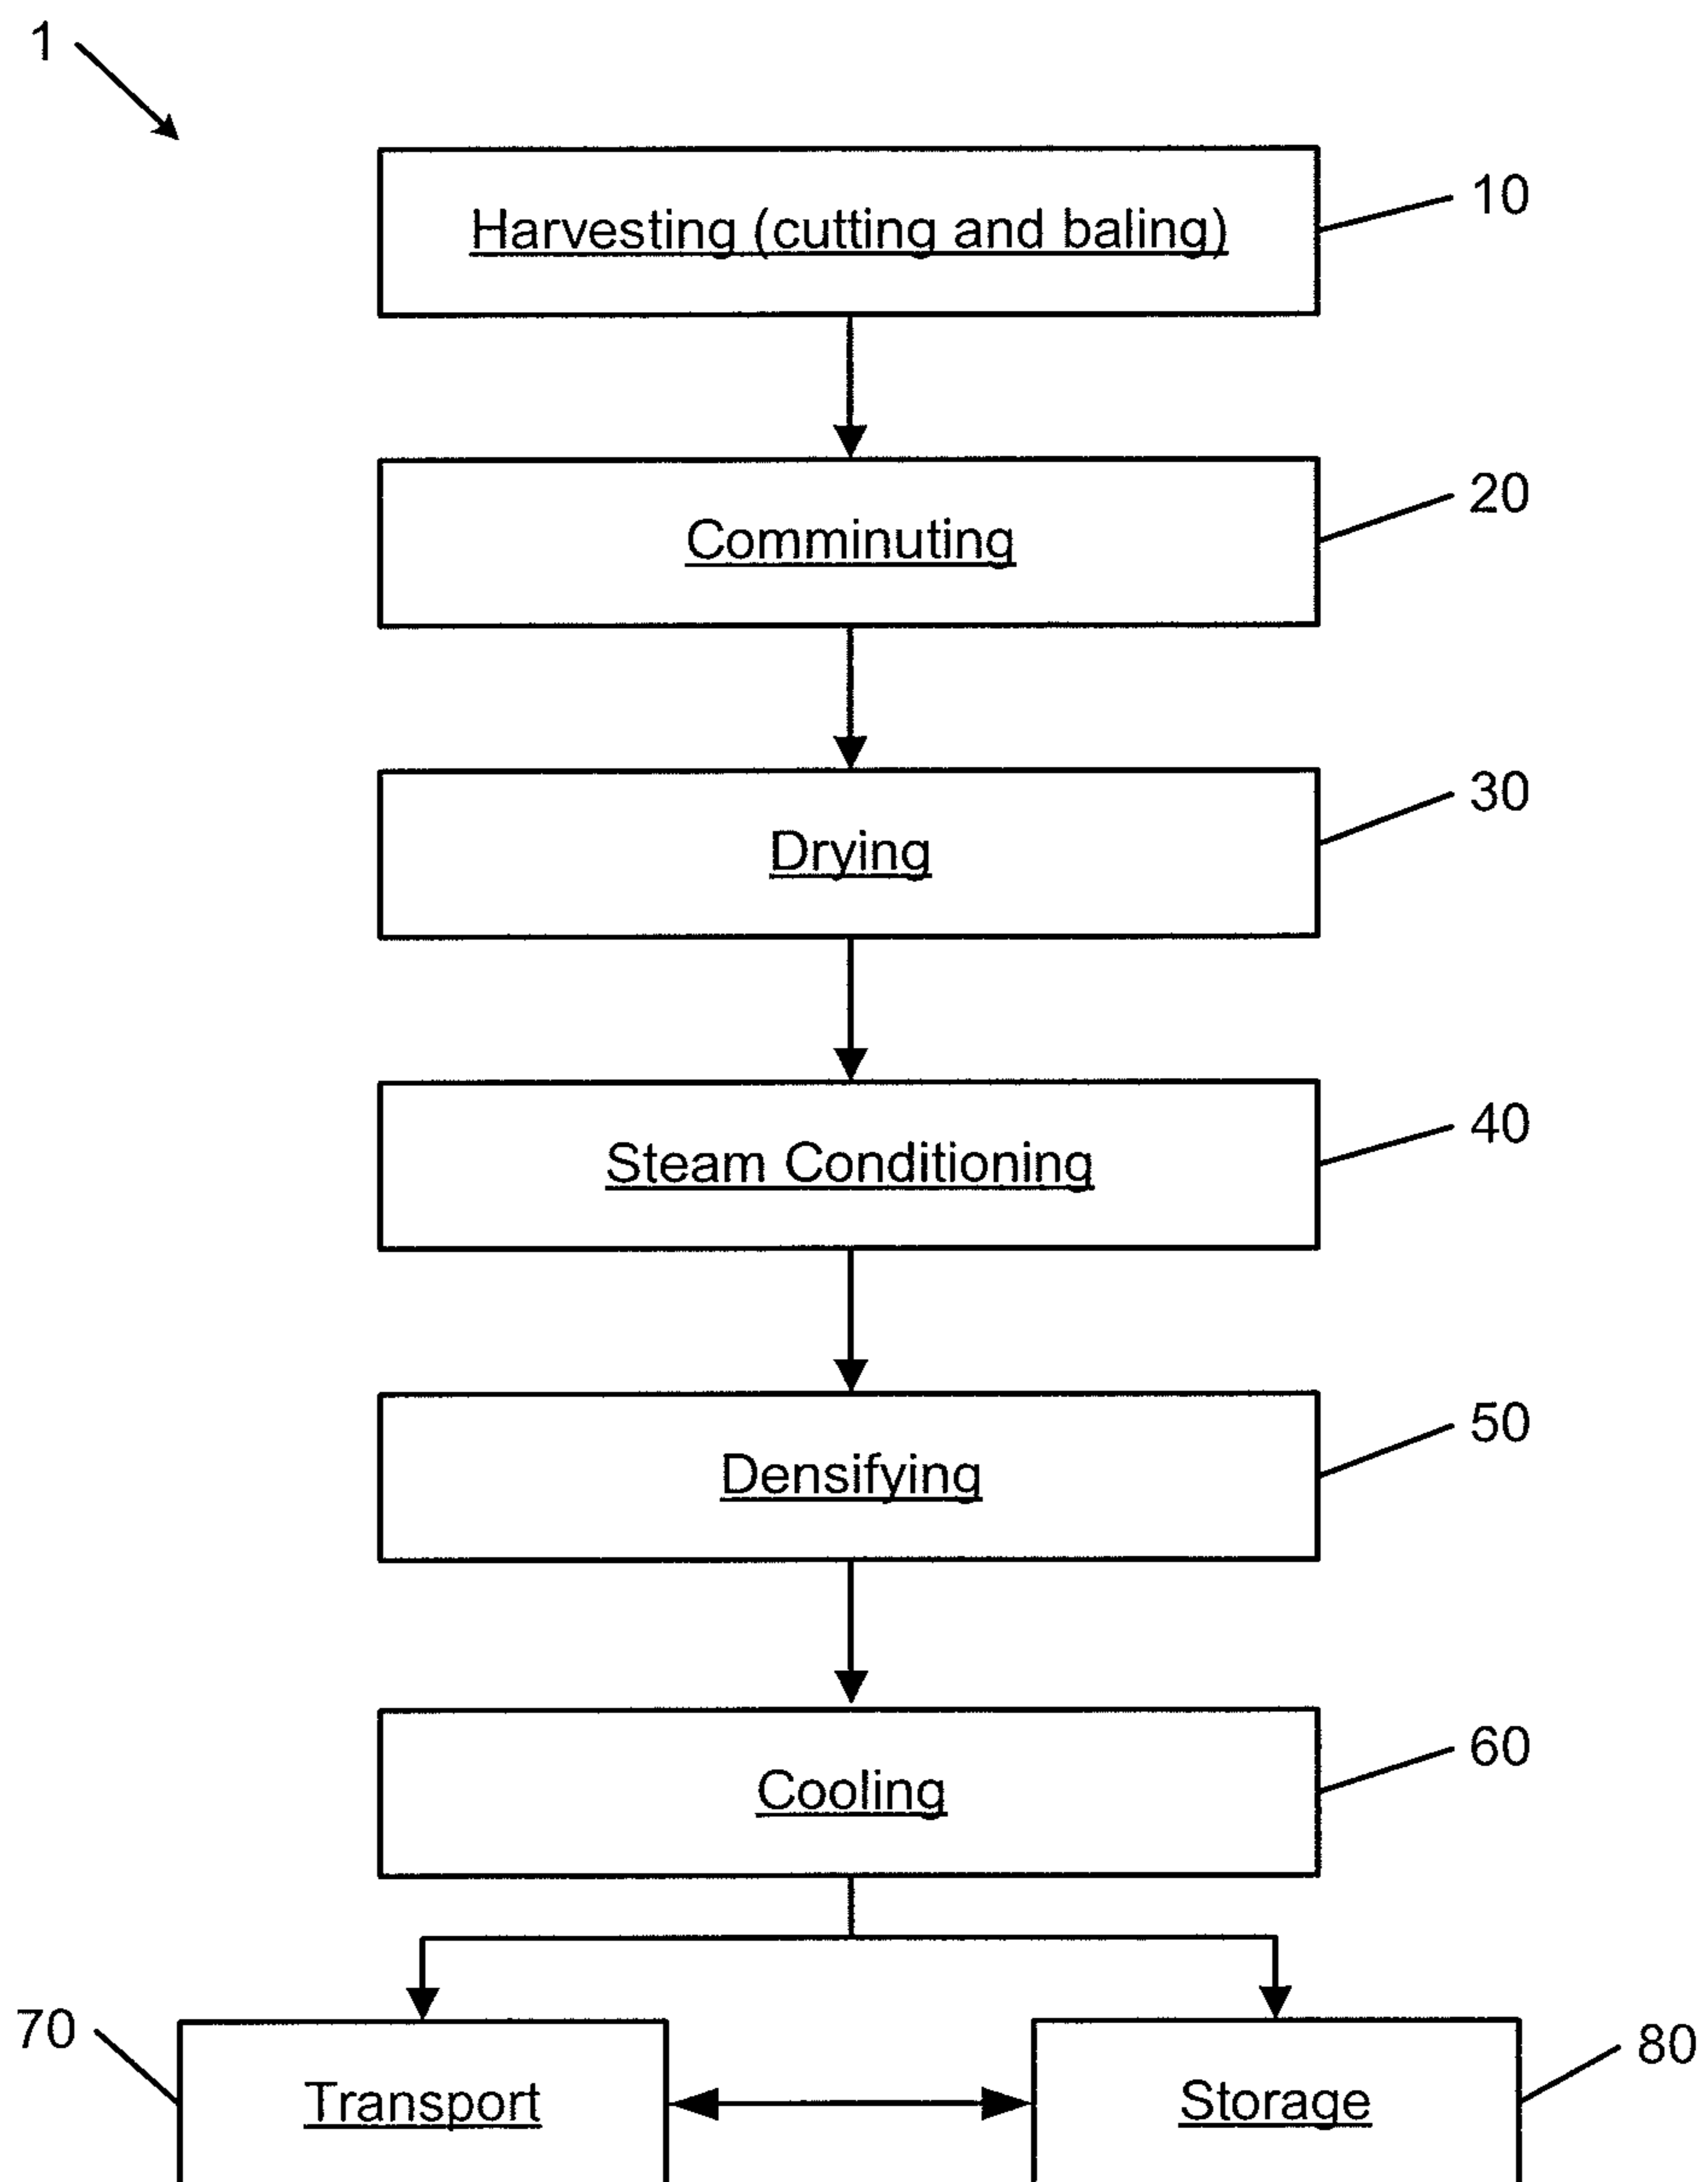 1
Harvesting (cutting and baling)
10
Comminuting
20
Drying
30
Steam Conditioning
40
Densifying
50
Cooling
60
70
Transport
Storage
80